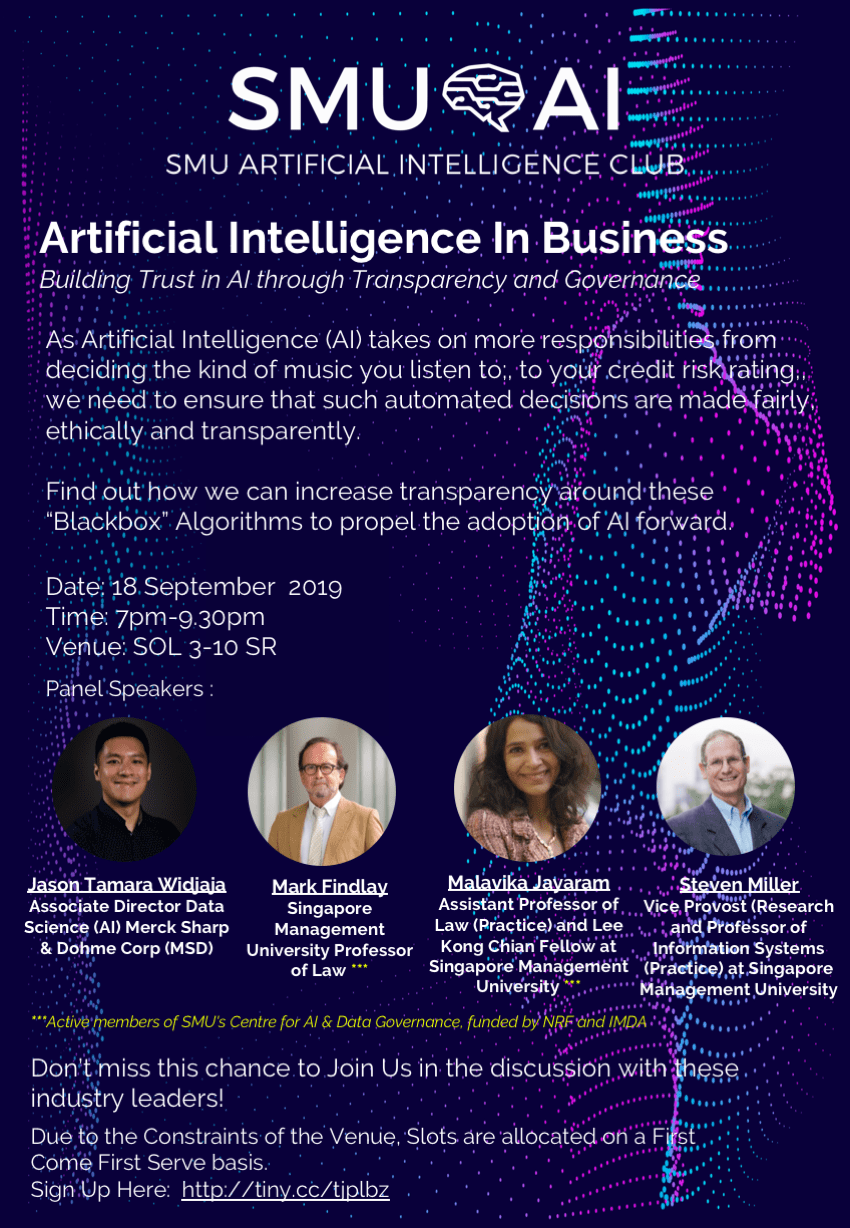 SMU AI
SMU ARTIFICIAL INTELLIGENCE CLUB
Artificial Intelligence In Business
Building Trust in AI through Transparency and Governance
As Artificial Intelligence (AI) takes on more responsibilities from
deciding the kind of music you listen to;, to your credit risk rating,,
we need to ensure that such automated decisions are made fairly,
ethically and transparently.
Find out how we can increase transparency around these
“Blackbox” Algorithms to propel the adoption of AI forward.
Date: 18 September 2019
Time: 7pm-9.30pm
Venue: SOL 3-10 SR
Panel Speakers :
Jason Tamara Widjaja
Associate Director Data
Science (AI) Merck Sharp
& Dohme Corp (MSD)
Mark Findlay
Singapore
Management
University Professor
of Law ***
Malavika Jayaram
Assistant Professor of
Law (Practice) and Lee
Kong Chian Fellow at
Singapore Management
University ***
Steven Miller
Vice Provost (Research
and Professor of
Information Systems
(Practice) at Singapore
Management University
***Active members of SMU's Centre for AI & Data Governance, funded by NRF and IMDA
Don't miss this chance to Join Us in the discussion with these
industry leaders!
Due to the Constraints of the Venue, Slots are allocated on a First
Come First Serve basis.
Sign Up Here: http://tiny.cc/tjplbz